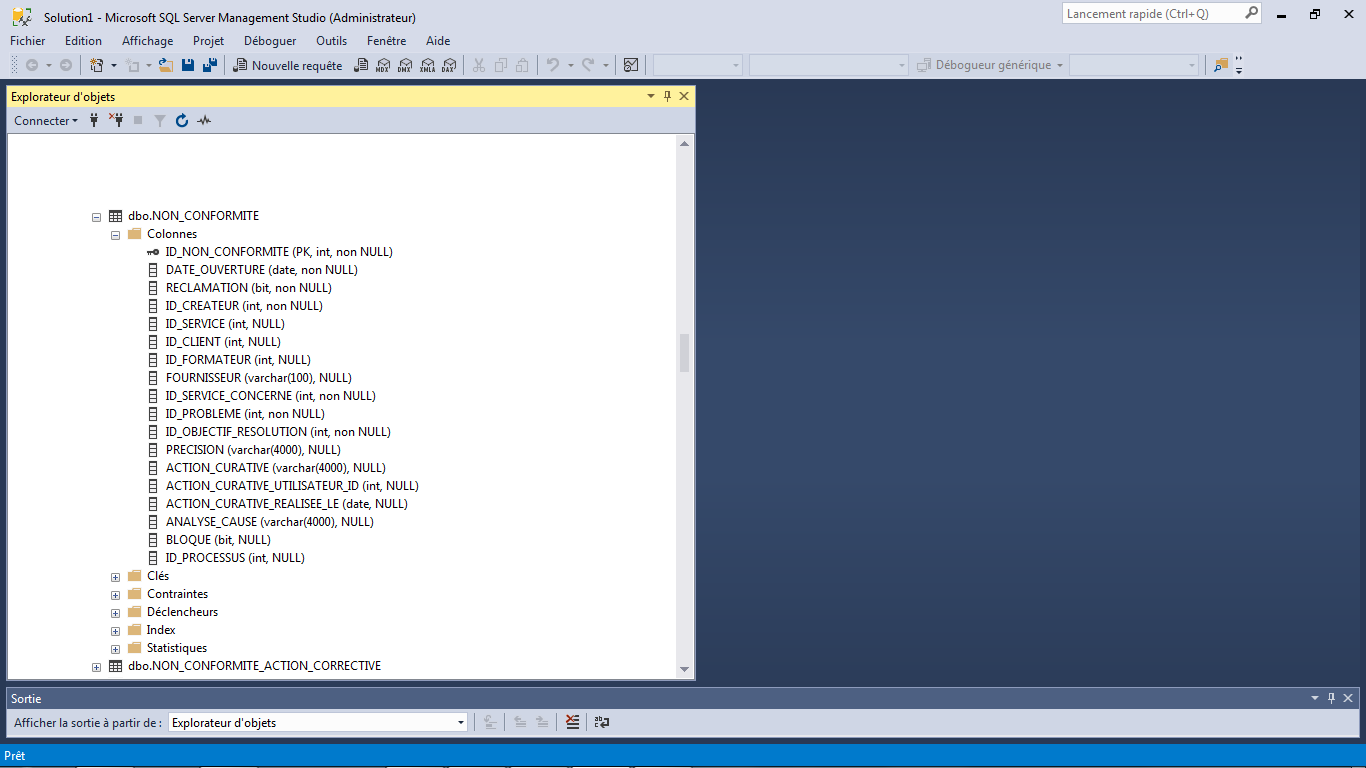 Solution1 - Microsoft SQL Server Management Studio (Administrateur)
Lancement rapide (Ctrl+Q)
Fichier Edition Affichage Projet Déboguer Outils Fenêtre Aide
Nouvelle requête MDX DMX XMLA DAX Débogueur générique
Explorateur d'objets
Connecter
dbo.NON_CONFORMITE
Colonnes
ID_NON_CONFORMITE (PK, int, non NULL)
DATE_OUVERTURE (date, non NULL)
RECLAMATION (bit, non NULL)
ID_CREATEUR (int, non NULL)
ID_SERVICE (int, NULL)
ID_CLIENT (int, NULL)
ID_FORMATEUR (int, NULL)
FOURNISSEUR (varchar(100), NULL)
ID_SERVICE_CONCERNE (int, non NULL)
ID_PROBLEME (int, non NULL)
ID_OBJECTIF_RESOLUTION (int, non NULL)
PRECISION (varchar(4000), NULL)
ACTION_CURATIVE (varchar(4000), NULL)
ACTION_CURATIVE_UTILISATEUR_ID (int, NULL)
ACTION_CURATIVE_REALISEE_LE (date, NULL)
ANALYSE_CAUSE (varchar(4000), NULL)
BLOQUE (bit, NULL)
ID_PROCESSUS (int, NULL)
Clés
Contraintes
Déclencheurs
Index
Statistiques
dbo.NON_CONFORMITE_ACTION_CORRECTIVE
Sortie
Afficher la sortie à partir de : Explorateur d'objets
Prêt